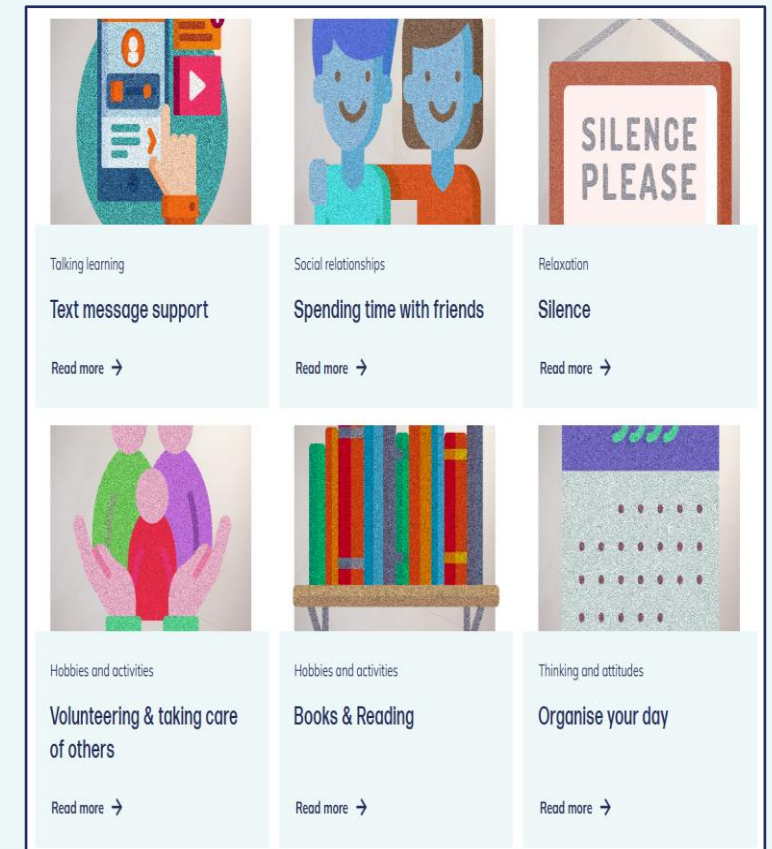 SILENCE
PLEASE
Talking learning
Text message support
Read more →
Social relationships
Spending time with friends
Read more →
Relaxation
Silence
Read more →
Hobbies and activities
Volunteering & taking care
of others
Read more →
Hobbies and activities
Books & Reading
Read more →
Thinking and attitudes
Organise your day
Read more →